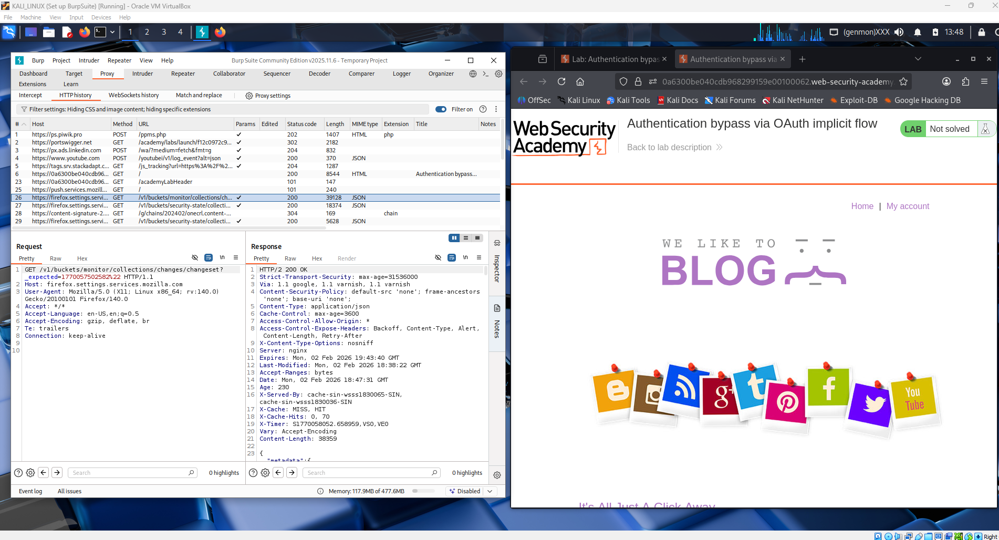 KALI_LINUX (Set up BurpSuite) [Running] - Oracle VM VirtualBox
File Machine View Input Devices Help
1 2 3 4 (genmon)XXX 13:48
Burp Project Intruder Repeater View Help Burp Suite Community Edition v2025.11.6 - Temporary Project
Dashboard Target Proxy Intruder Repeater Collaborator Sequencer Decoder Comparer Logger Organizer
Extensions Learn
Intercept HTTP history WebSockets history Match and replace Proxy settings
Filter settings: Hiding CSS and image content; hiding specific extensions Filter on
# Host Method URL Params Edited Status code Length MIME type Extension Title Notes
1 https://ps.piwik.pro POST /ppms.php ✓ 202 1407 HTML php
2 https://portswigger.net GET /academy/labs/launch/f12c0972c9... ✓ 302 2182
3 https://px.ads.linkedin.com POST /wa/?medium=fetch&fmt=g ✓ 204 832
4 https://www.youtube.com POST /youtubei/v1/log_event?alt=json ✓ 200 370 JSON
5 https://tags.srv.stackadapt.c... GET /js_tracking?url=https%3A%2F%2... ✓ 204 1287
6 https://0a6300be040cdb96... GET / 200 8544 HTML Authentication bypass...
23 https://0a6300be040cdb96... GET /academyLabHeader 101 147
25 https://push.services.mozill... GET / 101 240
26 https://firefox.settings.servi... GET /v1/buckets/monitor/collections/ch... ✓ 200 39128 JSON
27 https://firefox.settings.servi... GET /v1/buckets/security-state/collecti... ✓ 200 18374 JSON
28 https://content-signature-2.... GET /g/chains/202402/onecrl.content-... 304 169 chain
29 https://firefox.settings.servi... GET /v1/buckets/security-state/collecti... ✓ 200 5628 JSON
Request
Pretty Raw Hex \n
1 GET /v1/buckets/monitor/collections/changes/changeset?
_expected=1770057502582%22 HTTP/1.1
2 Host: firefox.settings.services.mozilla.com
3 User-Agent: Mozilla/5.0 (X11; Linux x86_64; rv:140.0)
Gecko/20100101 Firefox/140.0
4 Accept: */*
5 Accept-Language: en-US,en;q=0.5
6 Accept-Encoding: gzip, deflate, br
7 Te: trailers
8 Connection: keep-alive
9
10
Search 0 highlights
Response
Pretty Raw Hex Render \n
1 HTTP/2 200 OK
2 Strict-Transport-Security: max-age=31536000
3 Via: 1.1 google, 1.1 varnish, 1.1 varnish
4 Content-Security-Policy: default-src 'none'; frame-ancestors
'none'; base-uri 'none';
5 Content-Type: application/json
6 Cache-Control: max-age=3600
7 Access-Control-Allow-Origin: *
8 Access-Control-Expose-Headers: Backoff, Content-Type, Alert,
Content-Length, Retry-After
9 X-Content-Type-Options: nosniff
10 Server: nginx
11 Expires: Mon, 02 Feb 2026 19:43:40 GMT
12 Last-Modified: Mon, 02 Feb 2026 18:38:22 GMT
13 Accept-Ranges: bytes
14 Date: Mon, 02 Feb 2026 18:47:31 GMT
15 Age: 230
16 X-Served-By: cache-sin-wsss1830065-SIN,
cache-sin-wsss1830036-SIN
17 X-Cache: MISS, HIT
18 X-Cache-Hits: 0, 70
19 X-Timer: S1770058052.658959,VS0,VE0
20 Vary: Accept-Encoding
21 Content-Length: 38359
22
23 {
"metadata":{
Search 0 highlights
Inspector
Notes
Event log All issues Memory: 117.9MB of 477.6MB Disabled
Lab: Authentication bypas Authentication bypass via
0a6300be040cdb968299159e00100062.web-security-academy.
OffSec Kali Linux Kali Tools Kali Docs Kali Forums Kali NetHunter Exploit-DB Google Hacking DB
Web Security
Academy
Authentication bypass via OAuth implicit flow
Back to lab description
LAB Not solved
Home | My account
WE LIKE TO
BLOG
g+
t
f
You
Tube
It's All Just A Click Away
Right